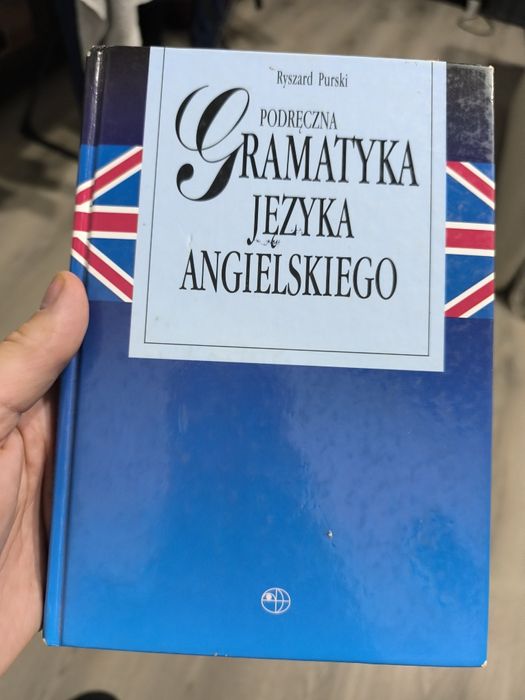 Ryszard Purski
PODRĘCZNA
GRAMATYKA
JĘZYKA
ANGIELSKIEGO